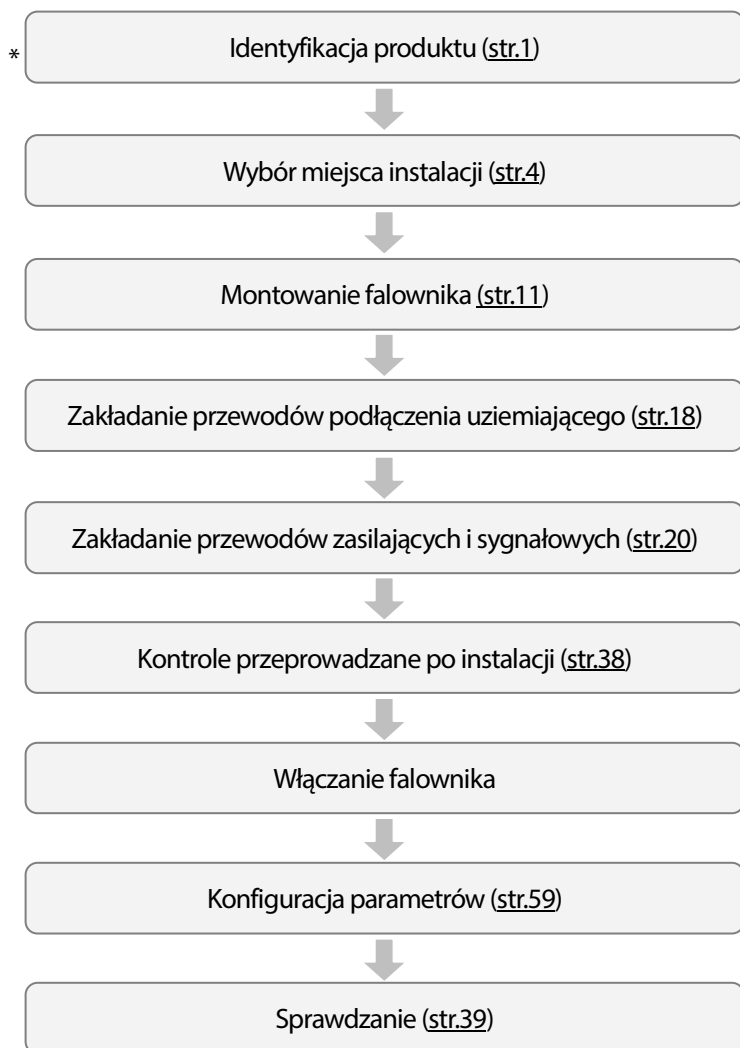 * Identyfikacja produktu (str.1)
Wybór miejsca instalacji (str.4)
Montowanie falownika (str.11)
Zakładanie przewodów podłączenia uziemiającego (str.18)
Zakładanie przewodów zasilających i sygnałowych (str.20)
Kontrole przeprowadzane po instalacji (str.38)
Włączanie falownika
Konfiguracja parametrów (str.59)
Sprawdzanie (str.39)